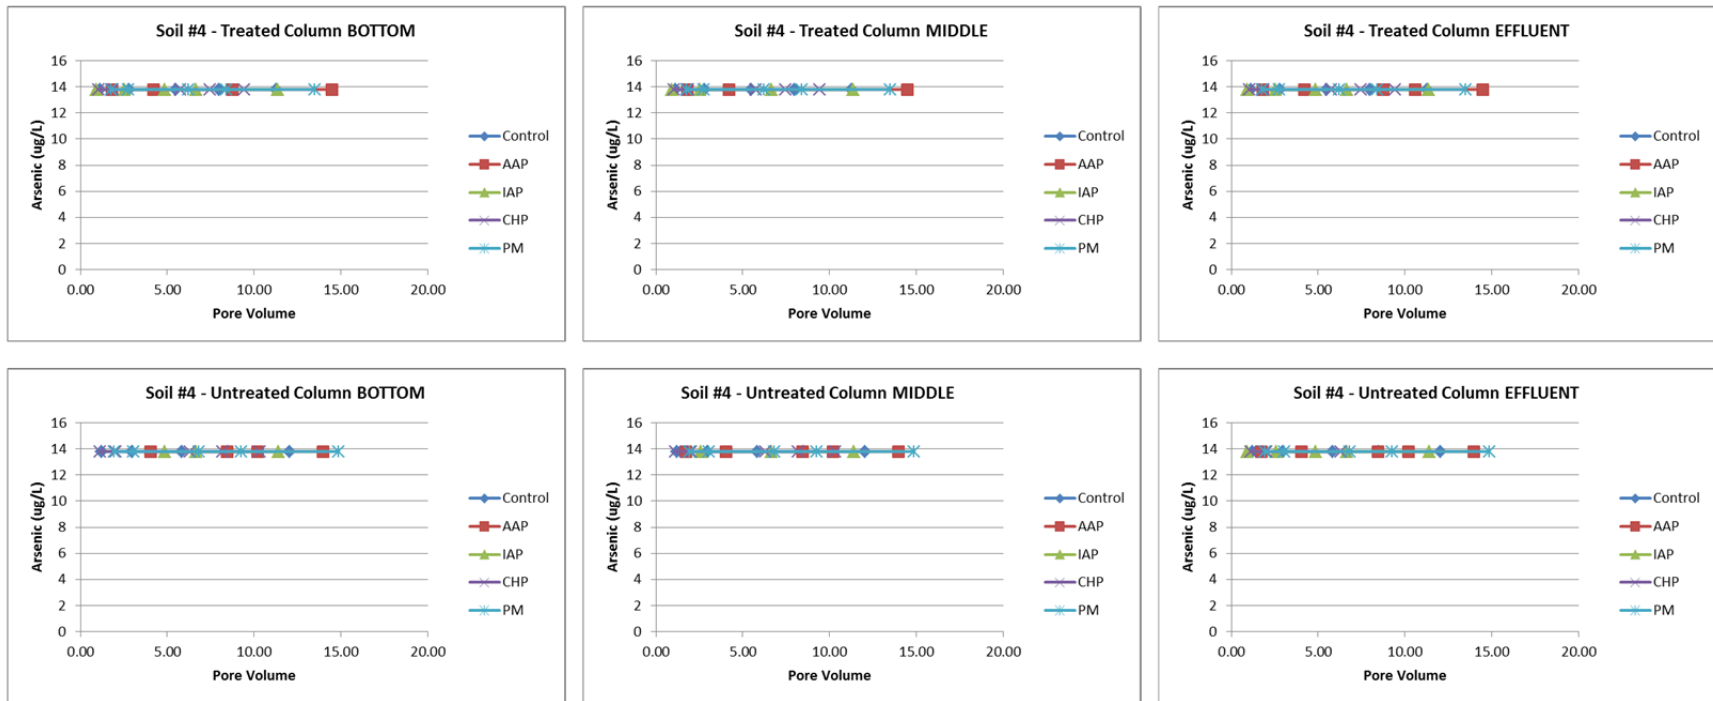 Soil #4 - Treated Column BOTTOM
16
14
12
10
8
6
4
2
0
Arsenic (ug/L)
0.00 5.00 10.00 15.00 20.00
Pore Volume
Control
AAP
IAP
CHP
PM
Soil #4 - Treated Column MIDDLE
16
14
12
10
8
6
4
2
0
Arsenic (ug/L)
0.00 5.00 10.00 15.00 20.00
Pore Volume
Control
AAP
IAP
CHP
PM
Soil #4 - Treated Column EFFLUENT
16
14
12
10
8
6
4
2
0
Arsenic (ug/L)
0.00 5.00 10.00 15.00 20.00
Pore Volume
Control
AAP
IAP
CHP
PM
Soil #4 - Untreated Column BOTTOM
16
14
12
10
8
6
4
2
0
Arsenic (ug/L)
0.00 5.00 10.00 15.00 20.00
Pore Volume
Control
AAP
IAP
CHP
PM
Soil #4 - Untreated Column MIDDLE
16
14
12
10
8
6
4
2
0
Arsenic (ug/L)
0.00 5.00 10.00 15.00 20.00
Pore Volume
Control
AAP
IAP
CHP
PM
Soil #4 - Untreated Column EFFLUENT
16
14
12
10
8
6
4
2
0
Arsenic (ug/L)
0.00 5.00 10.00 15.00 20.00
Pore Volume
Control
AAP
IAP
CHP
PM